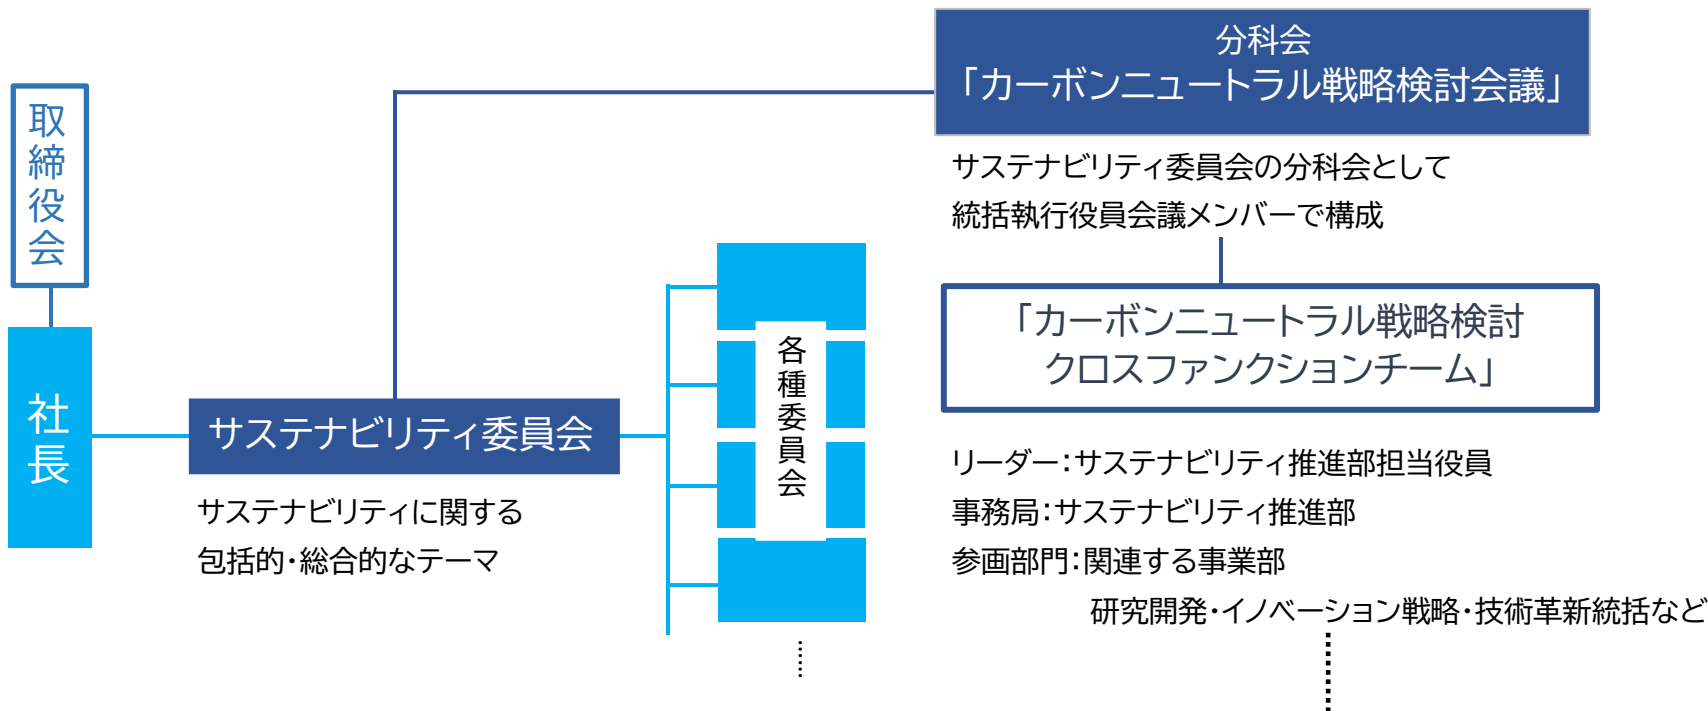 取締役会
社長
サステナビリティ委員会
サステナビリティに関する
包括的・総合的なテーマ
各種委員会
分科会
「カーボンニュートラル戦略検討会議」
サステナビリティ委員会の分科会として
統括執行役員会議メンバーで構成
「カーボンニュートラル戦略検討
クロスファンクションチーム」
リーダー：サステナビリティ推進部担当役員
事務局：サステナビリティ推進部
参画部門：関連する事業部
研究開発・イノベーション戦略・技術革新統括など